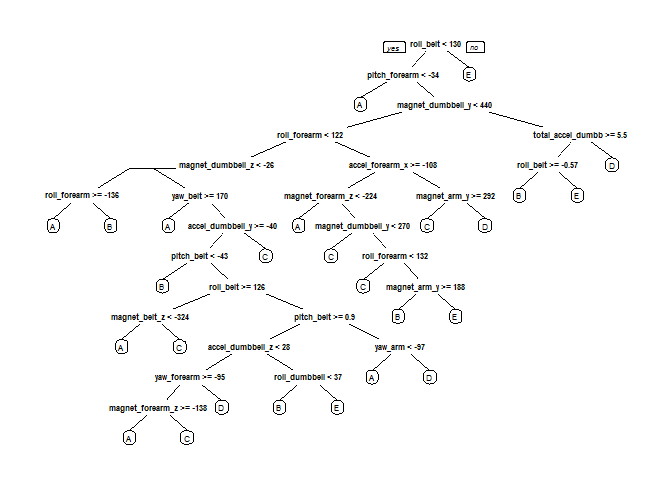 yes roll_belt < 130 no
pitch_forearm < -34 E
A magnet_dumbbell_y < 440
roll_forearm < 122 total_accel_dumbb >= 5.5
magnet_dumbbell_z < -26 accel_forearm_x >= -108 roll_belt >= -0.57 D
roll_forearm >= -136 yaw_belt >= 170 magnet_forearm_z < -224 magnet_arm_y >= 292 B E
A B A accel_dumbbell_y >= -40 A magnet_dumbbell_y < 270 C D
pitch_belt < -43 C C roll_forearm < 132
B roll_belt >= 126 C magnet_arm_y >= 188
magnet_belt_z < -324 pitch_belt >= 0.9 B E
A C accel_dumbbell_z < 28 yaw_arm < -97
yaw_forearm >= -95 roll_dumbbell < 37 A D
magnet_forearm_z >= -138 D B E
A C